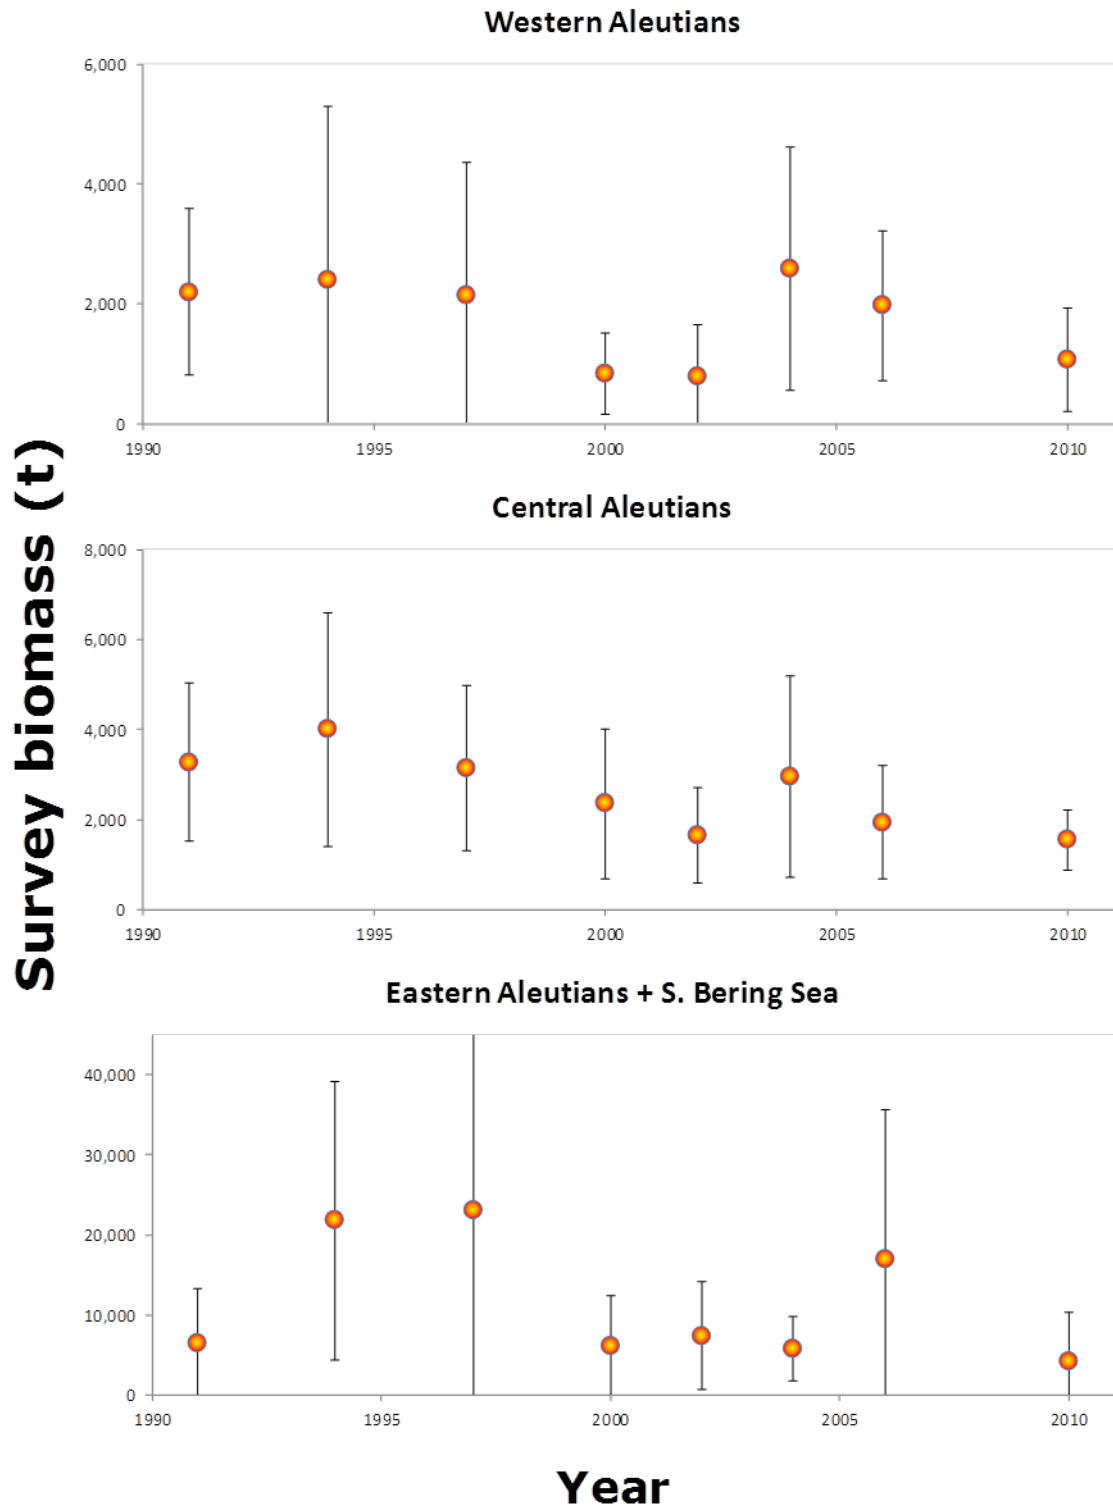 Western Aleutians
6,000
4,000
2,000
0
1990 1995 2000 2005 2010
Survey biomass (t)
Central Aleutians
8,000
6,000
4,000
2,000
0
1990 1995 2000 2005 2010
Eastern Aleutians + S. Bering Sea
40,000
30,000
20,000
10,000
0
1990 1995 2000 2005 2010
Year